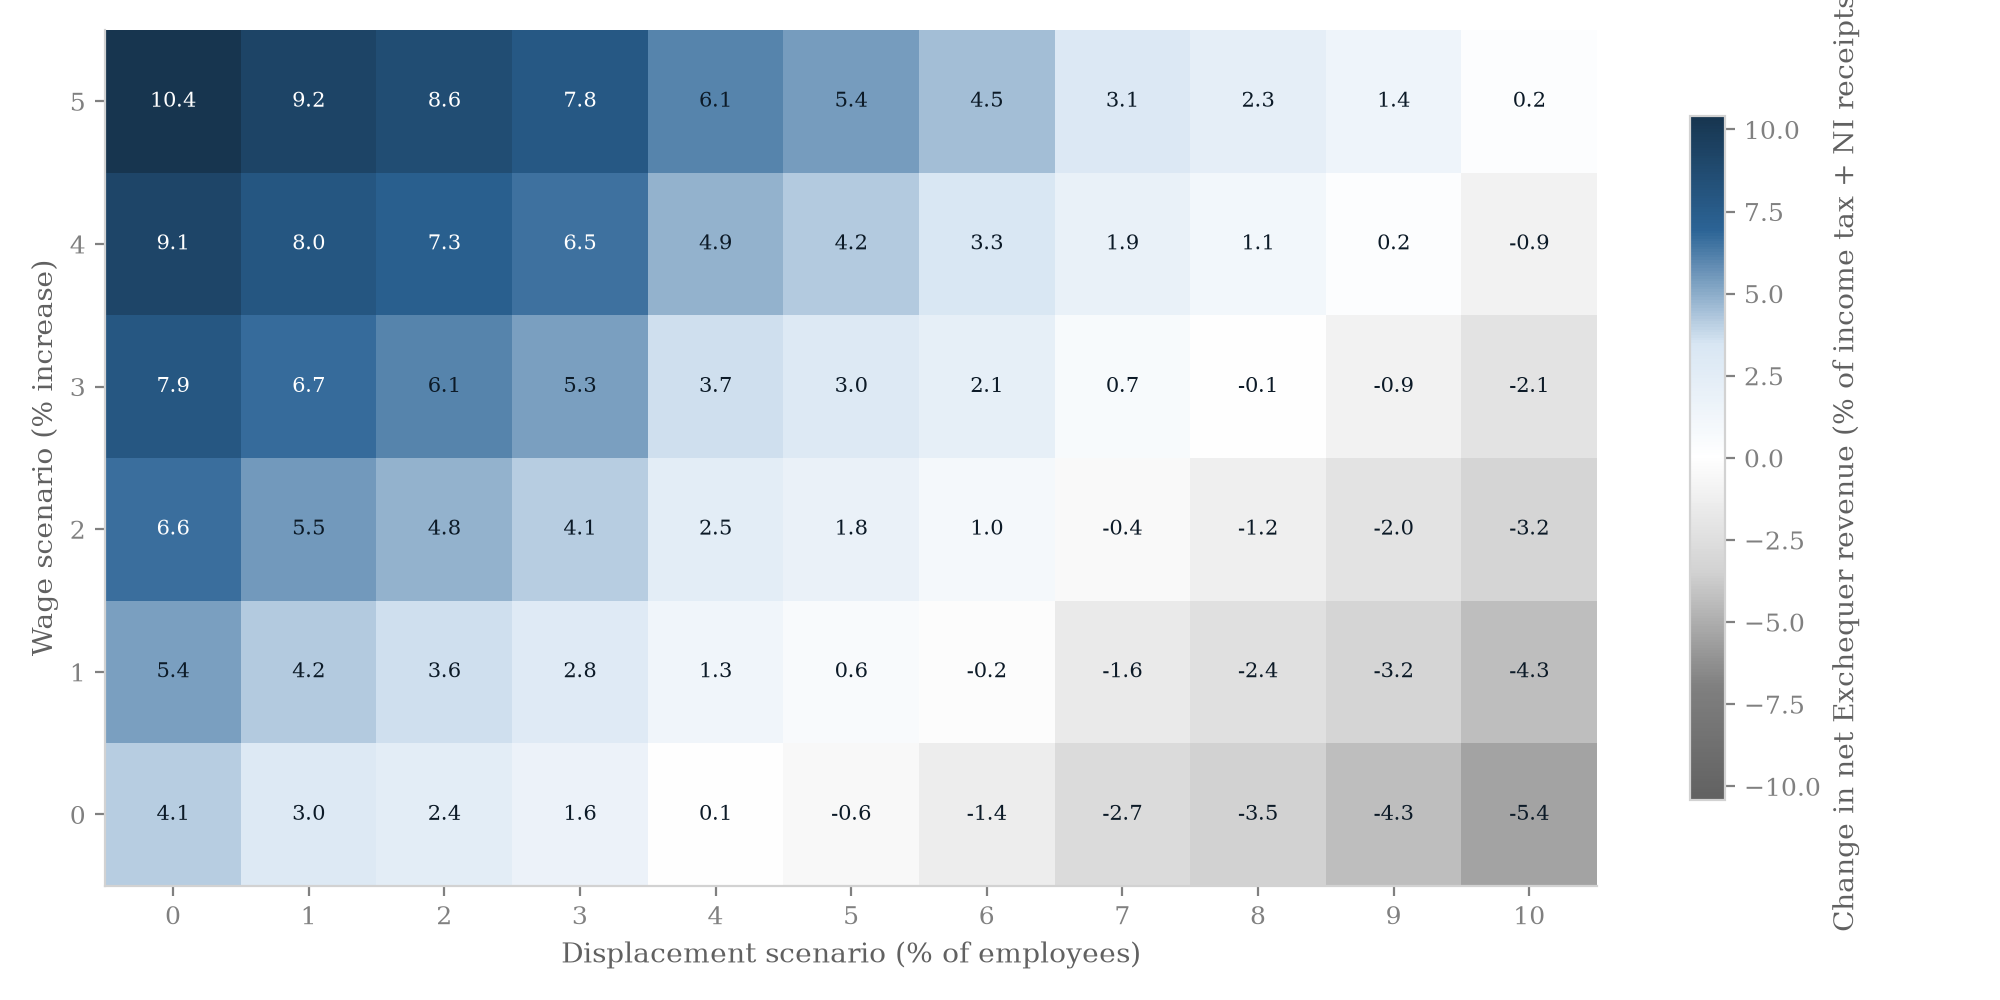 5 10.4 9.2 8.6 7.8 6.1 5.4 4.5 3.1 2.3 1.4 0.2
4 9.1 8.0 7.3 6.5 4.9 4.2 3.3 1.9 1.1 0.2 -0.9
3 7.9 6.7 6.1 5.3 3.7 3.0 2.1 0.7 -0.1 -0.9 -2.1
2 6.6 5.5 4.8 4.1 2.5 1.8 1.0 -0.4 -1.2 -2.0 -3.2
1 5.4 4.2 3.6 2.8 1.3 0.6 -0.2 -1.6 -2.4 -3.2 -4.3
0 4.1 3.0 2.4 1.6 0.1 -0.6 -1.4 -2.7 -3.5 -4.3 -5.4
0 1 2 3 4 5 6 7 8 9 10
Displacement scenario (% of employees)
Wage scenario (% increase)
10.0
7.5
5.0
2.5
0.0
−2.5
−5.0
−7.5
−10.0
Change in net Exchequer revenue (% of income tax + NI receipts